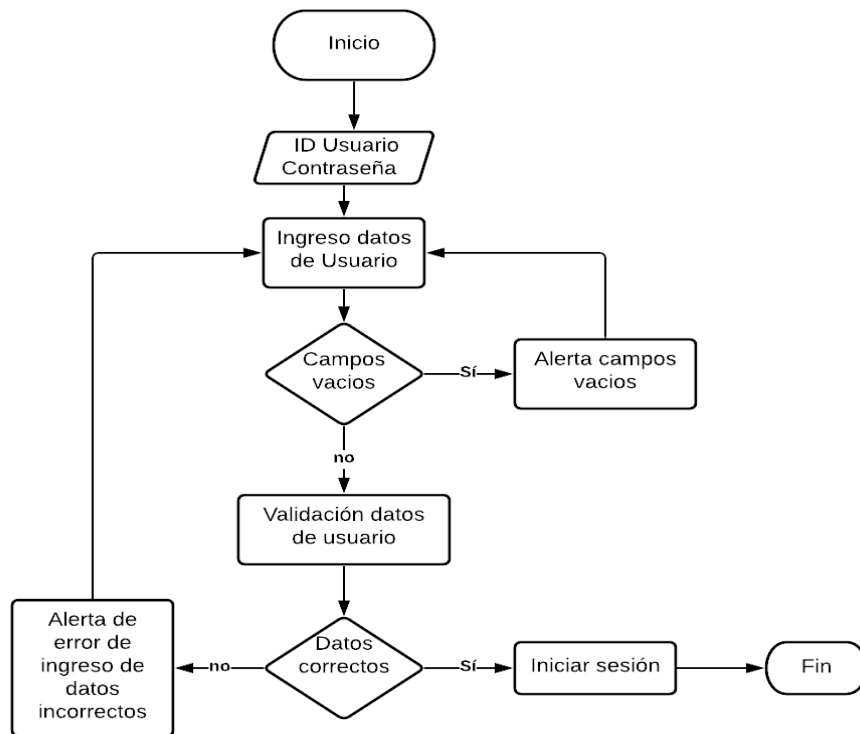 Inicio
ID Usuario
Contraseña
Ingreso datos
de Usuario
Campos
vacios
Sí
Alerta campos
vacios
no
Validación datos
de usuario
Datos
correctos
no
Alerta de
error de
ingreso de
datos
incorrectos
Sí
Iniciar sesión
Fin